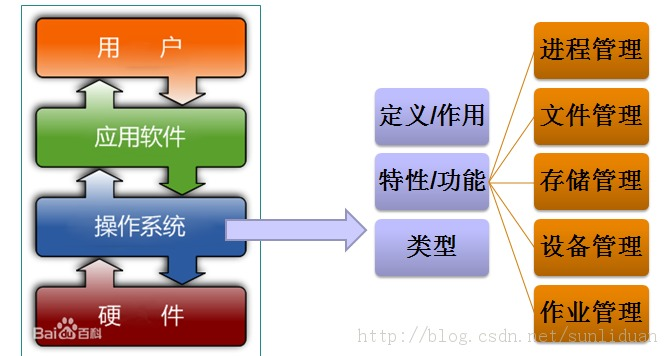 用 户
应用软件
操作系统
硬 件
Bai百科
定义/作用
特性/功能
类型
进程管理
文件管理
存储管理
设备管理
作业管理
http://blog.csdn.net/sunliduan